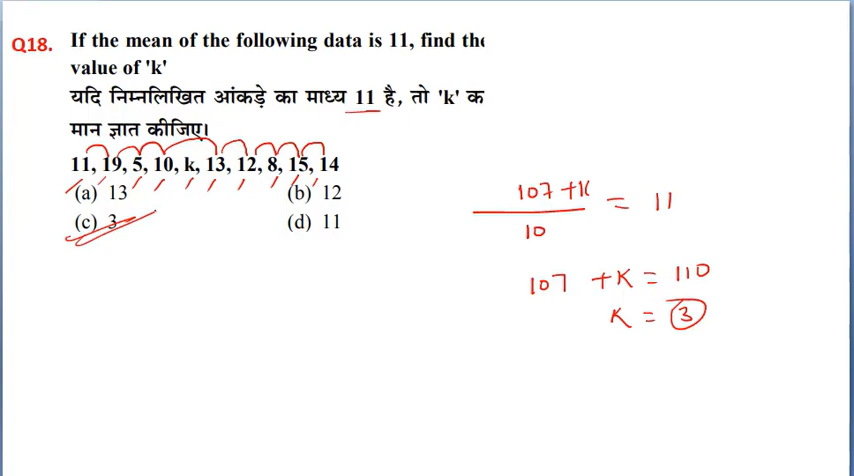 Q18. If the mean of the following data is 11, find the
value of 'k'
यदि निम्नलिखित आंकड़े का माध्य 11 है, तो 'k' क
मान ज्ञात कीजिए।
11, 19, 5, 10, k, 13, 12, 8, 15, 14
(a) 13 (b) 12
(c) 3 (d) 11
107 + K
10
= 11
107 + K = 110
K = 3